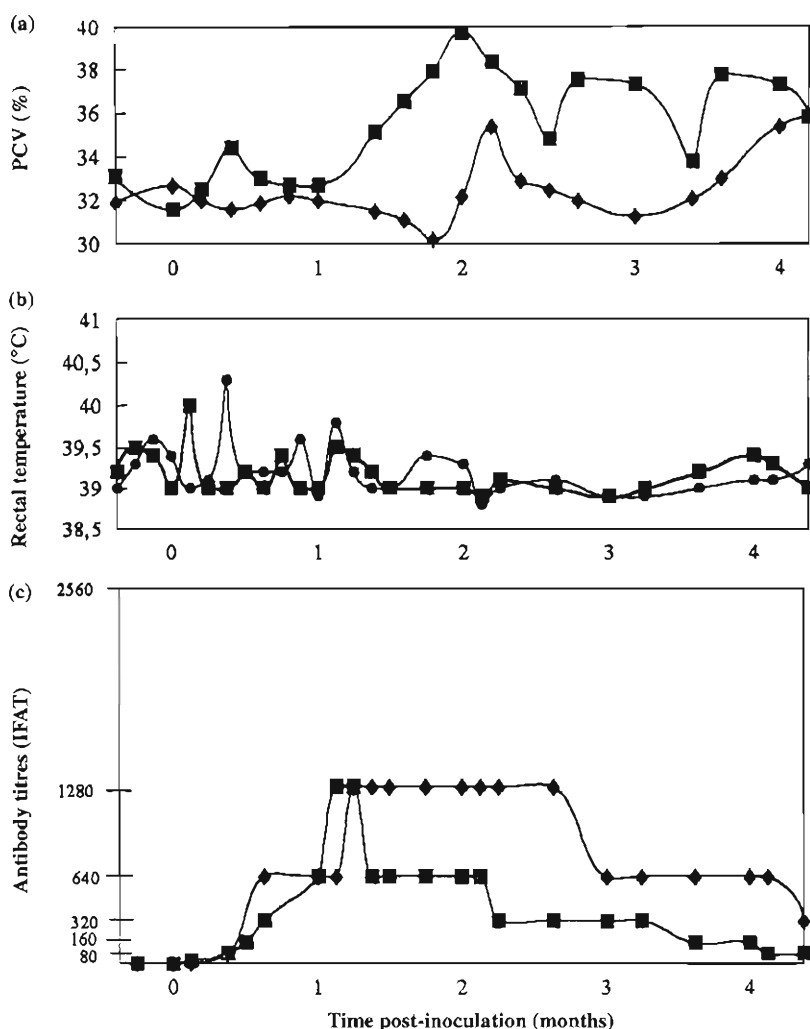 (a)
PCV (%)
40
38
36
34
32
30
0 1 2 3 4
(b)
Rectal temperature (°C)
41
40,5
40
39,5
39
38,5
0 1 2 3 4
(c)
Antibody titres (IFAT)
2560
1280
640
320
160
80
0 1 2 3 4
Time post-inoculation (months)